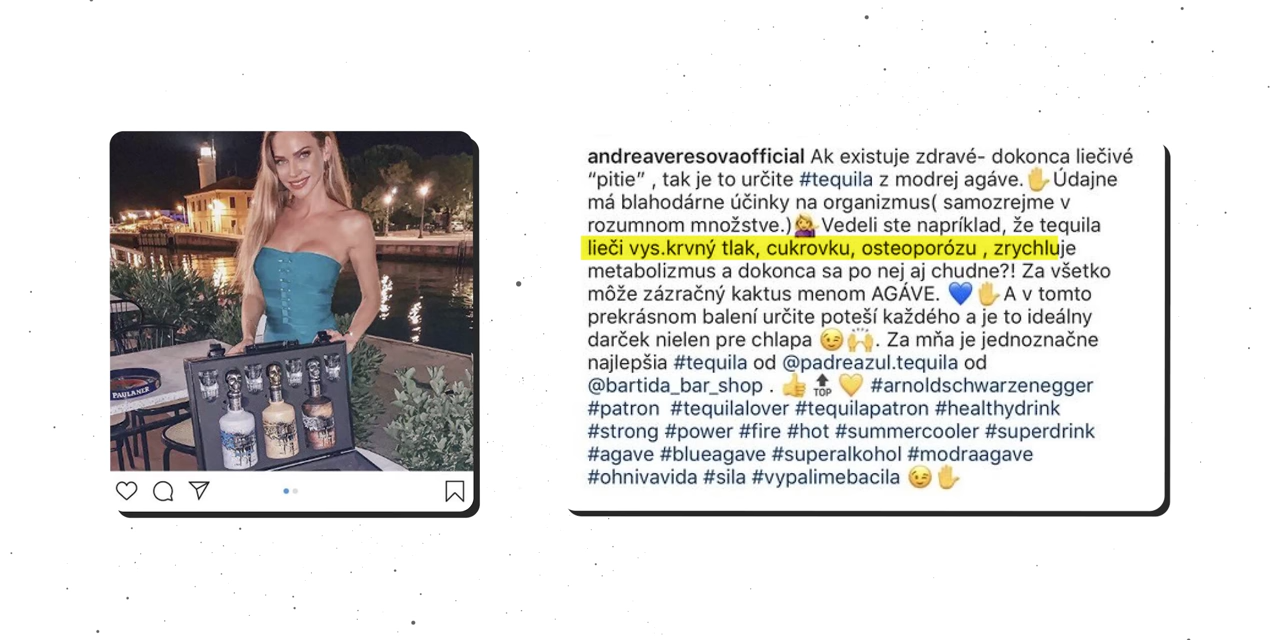 PAULANER
andreaveresovaofficial Ak existuje zdravé- dokonca liečivé
“pitie” , tak je to určite #tequila z modrej agáve.✋Údajne
má blahodárne účinky na organizmus( samozrejme v
rozumnom množstve.)💁‍♀️Vedeli ste napríklad, že tequila
lieči vys.krvný tlak, cukrovku, osteoporózu , zrychluje
metabolizmus a dokonca sa po nej aj chudne?! Za všetko
môže zázračný kaktus menom AGÁVE. 💙✋A v tomto
prekrásnom balení určite poteší každého a je to ideálny
darček nielen pre chlapa 😉🙌. Za mňa je jednoznačne
najlepšia #tequila od @padreazul.tequila od
@bartida_bar_shop . 👍🔝💛 #arnoldschwarzenegger
#patron  #tequilalover #tequilapatron #healthydrink
#strong #power #fire #hot #summercooler #superdrink
#agave #blueagave #superalkohol #modraagave
#ohnivavida #sila #vypalimebacila 😉✋